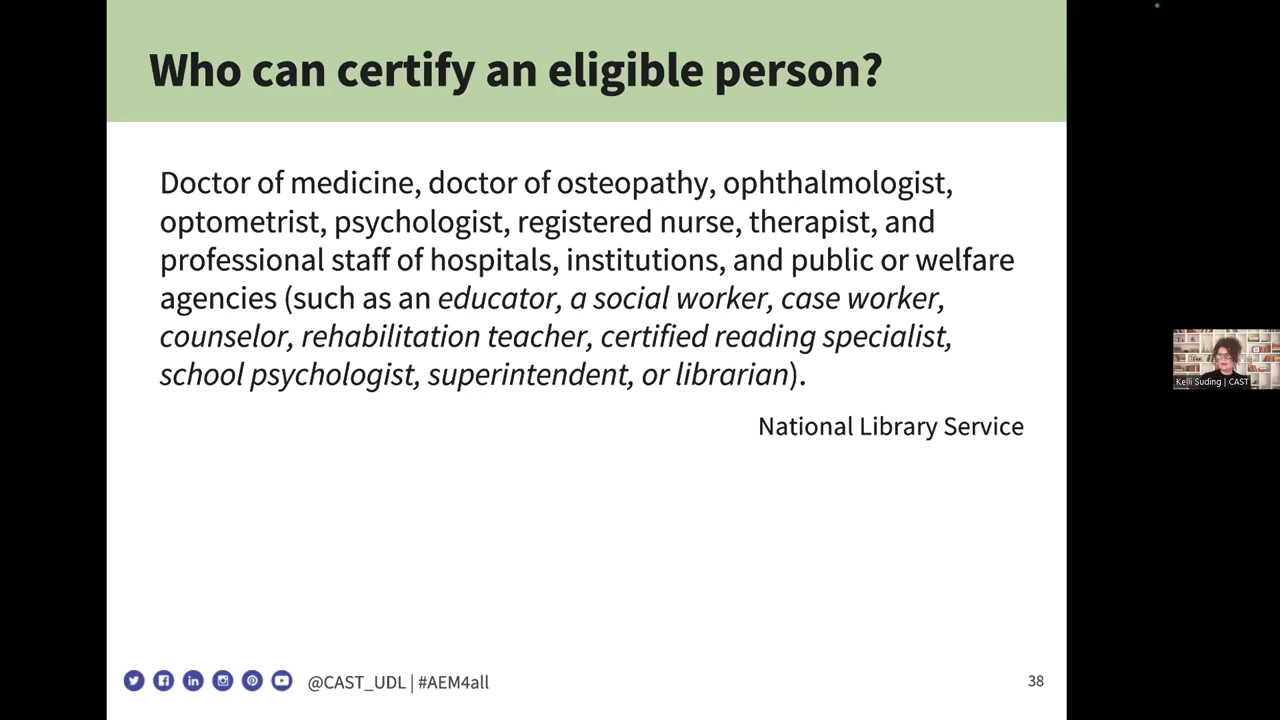 Who can certify an eligible person?
Doctor of medicine, doctor of osteopathy, ophthalmologist,
optometrist, psychologist, registered nurse, therapist, and
professional staff of hospitals, institutions, and public or welfare
agencies (such as an educator, a social worker, case worker,
counselor, rehabilitation teacher, certified reading specialist,
school psychologist, superintendent, or librarian).
National Library Service
Kelli Suding | CAST
@CAST_UDL | #AEM4all
38